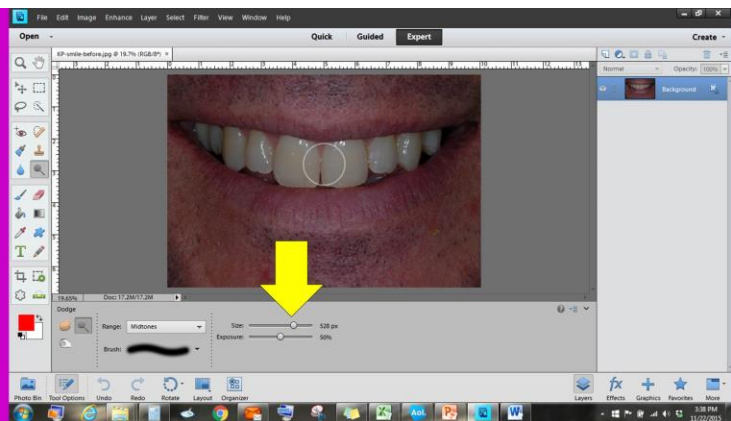 File Edit Image Enhance Layer Select Filter View Window Help
Open Quick Guided Expert Create
KP-smile-before.jpg @ 19.7% (RGB/8*) ×
Normal Opacity: 100%
Background
19.65% Doc: 17.2M/17.2M
Dodge
Range: Midtones Size: 528 px
Exposure: 50%
Brush:
Photo Bin Tool Options Undo Redo Rotate Layout Organizer Layers Effects Graphics Favorites More
Aol. 3:38 PM
11/22/2015